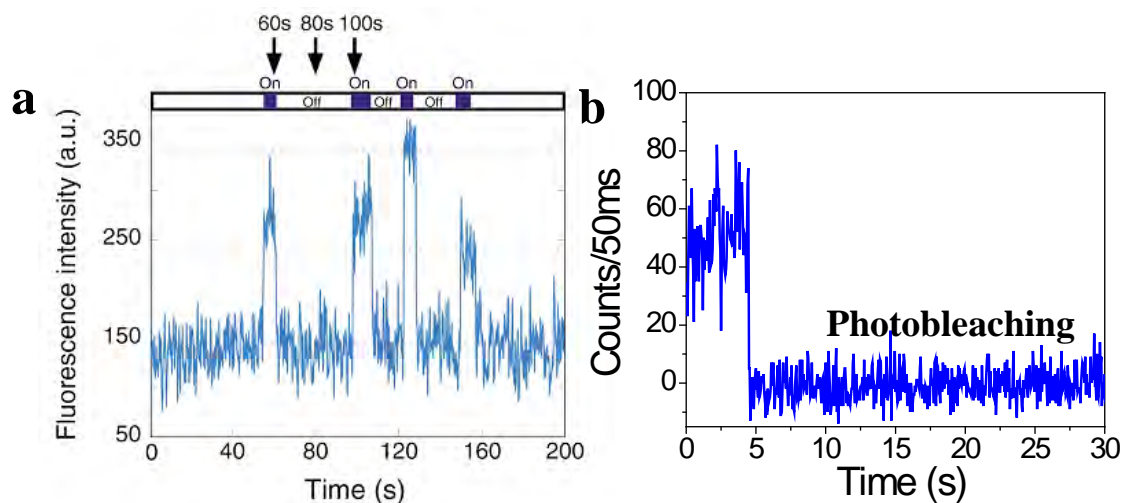 60s 80s 100s
a
On On On On
Off Off Off
350
250
150
50
0 40 80 120 160 200
Fluorescence intensity (a.u.)
Time (s)
b
100
80
60
40
20
0
0 5 10 15 20 25 30
Counts/50ms
Photobleaching
Time (s)